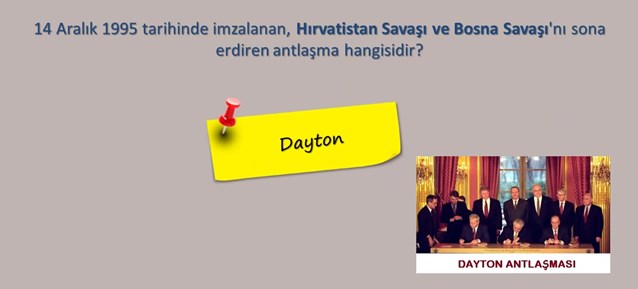 14 Aralık 1995 tarihinde imzalanan, Hırvatistan Savaşı ve Bosna Savaşı'nı sona
erdiren antlaşma hangisidir?
Dayton
DAYTON ANTLAŞMASI